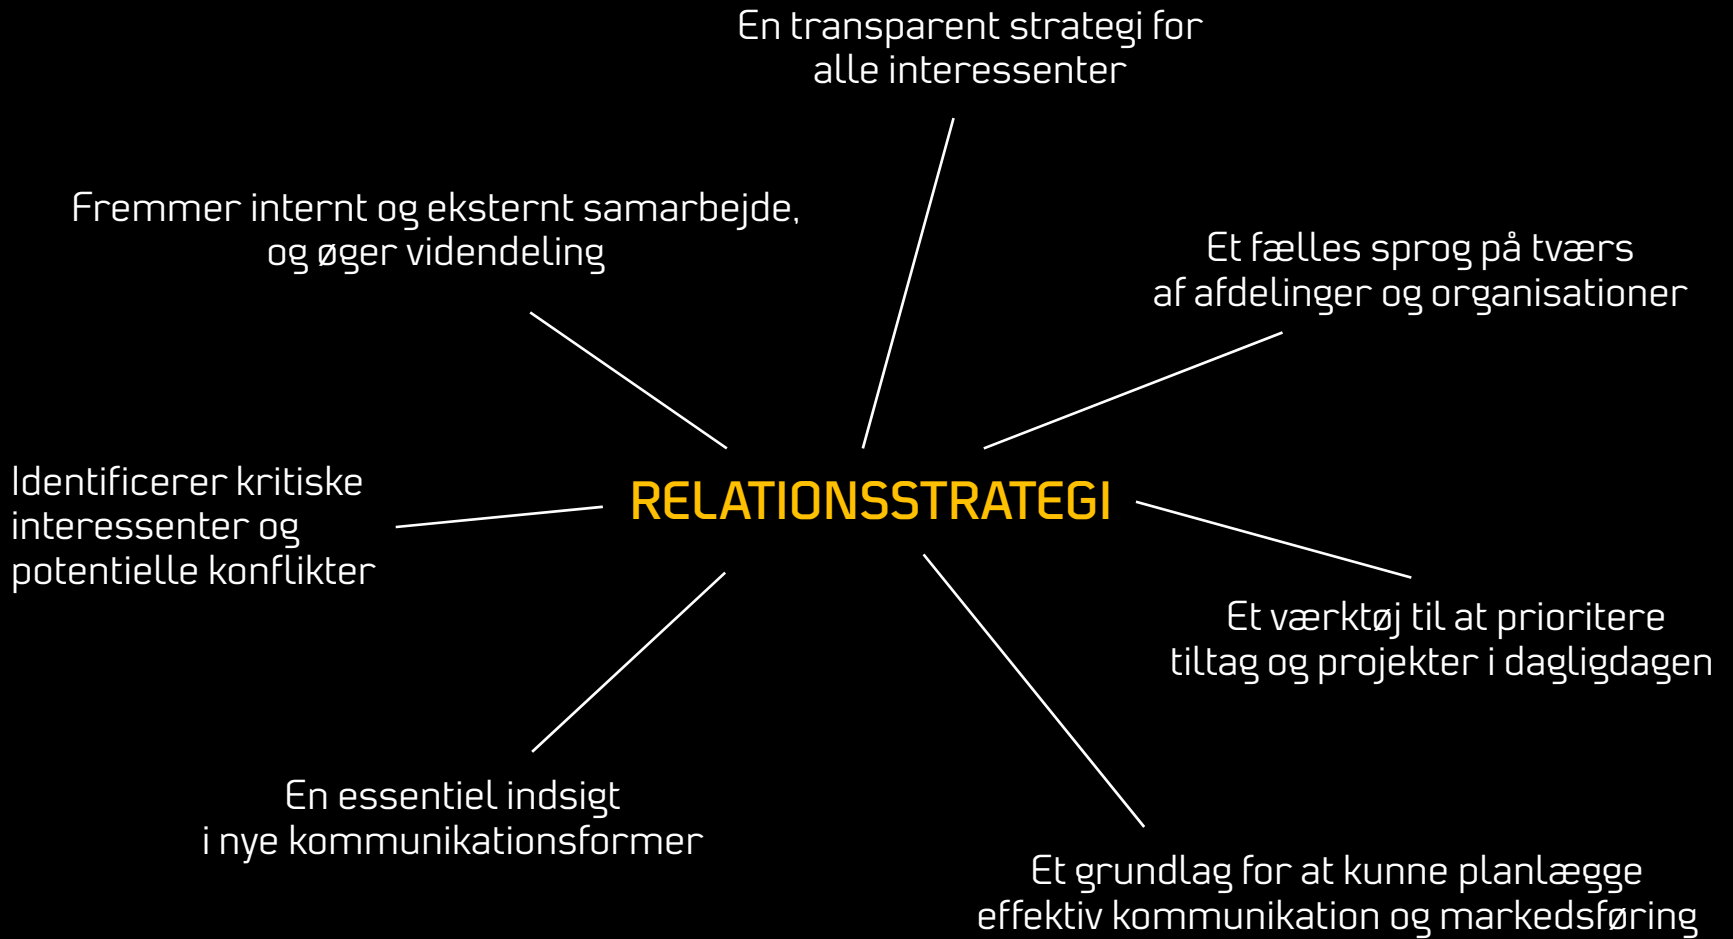 En transparent strategi for
alle interessenter
Fremmer internt og eksternt samarbejde,
og øger videndeling
Et fælles sprog på tværs
af afdelinger og organisationer
Identificerer kritiske
interessenter og
potentielle konflikter
RELATIONSSTRATEGI
Et værktøj til at prioritere
tiltag og projekter i dagligdagen
En essentiel indsigt
i nye kommunikationsformer
Et grundlag for at kunne planlægge
effektiv kommunikation og markedsføring